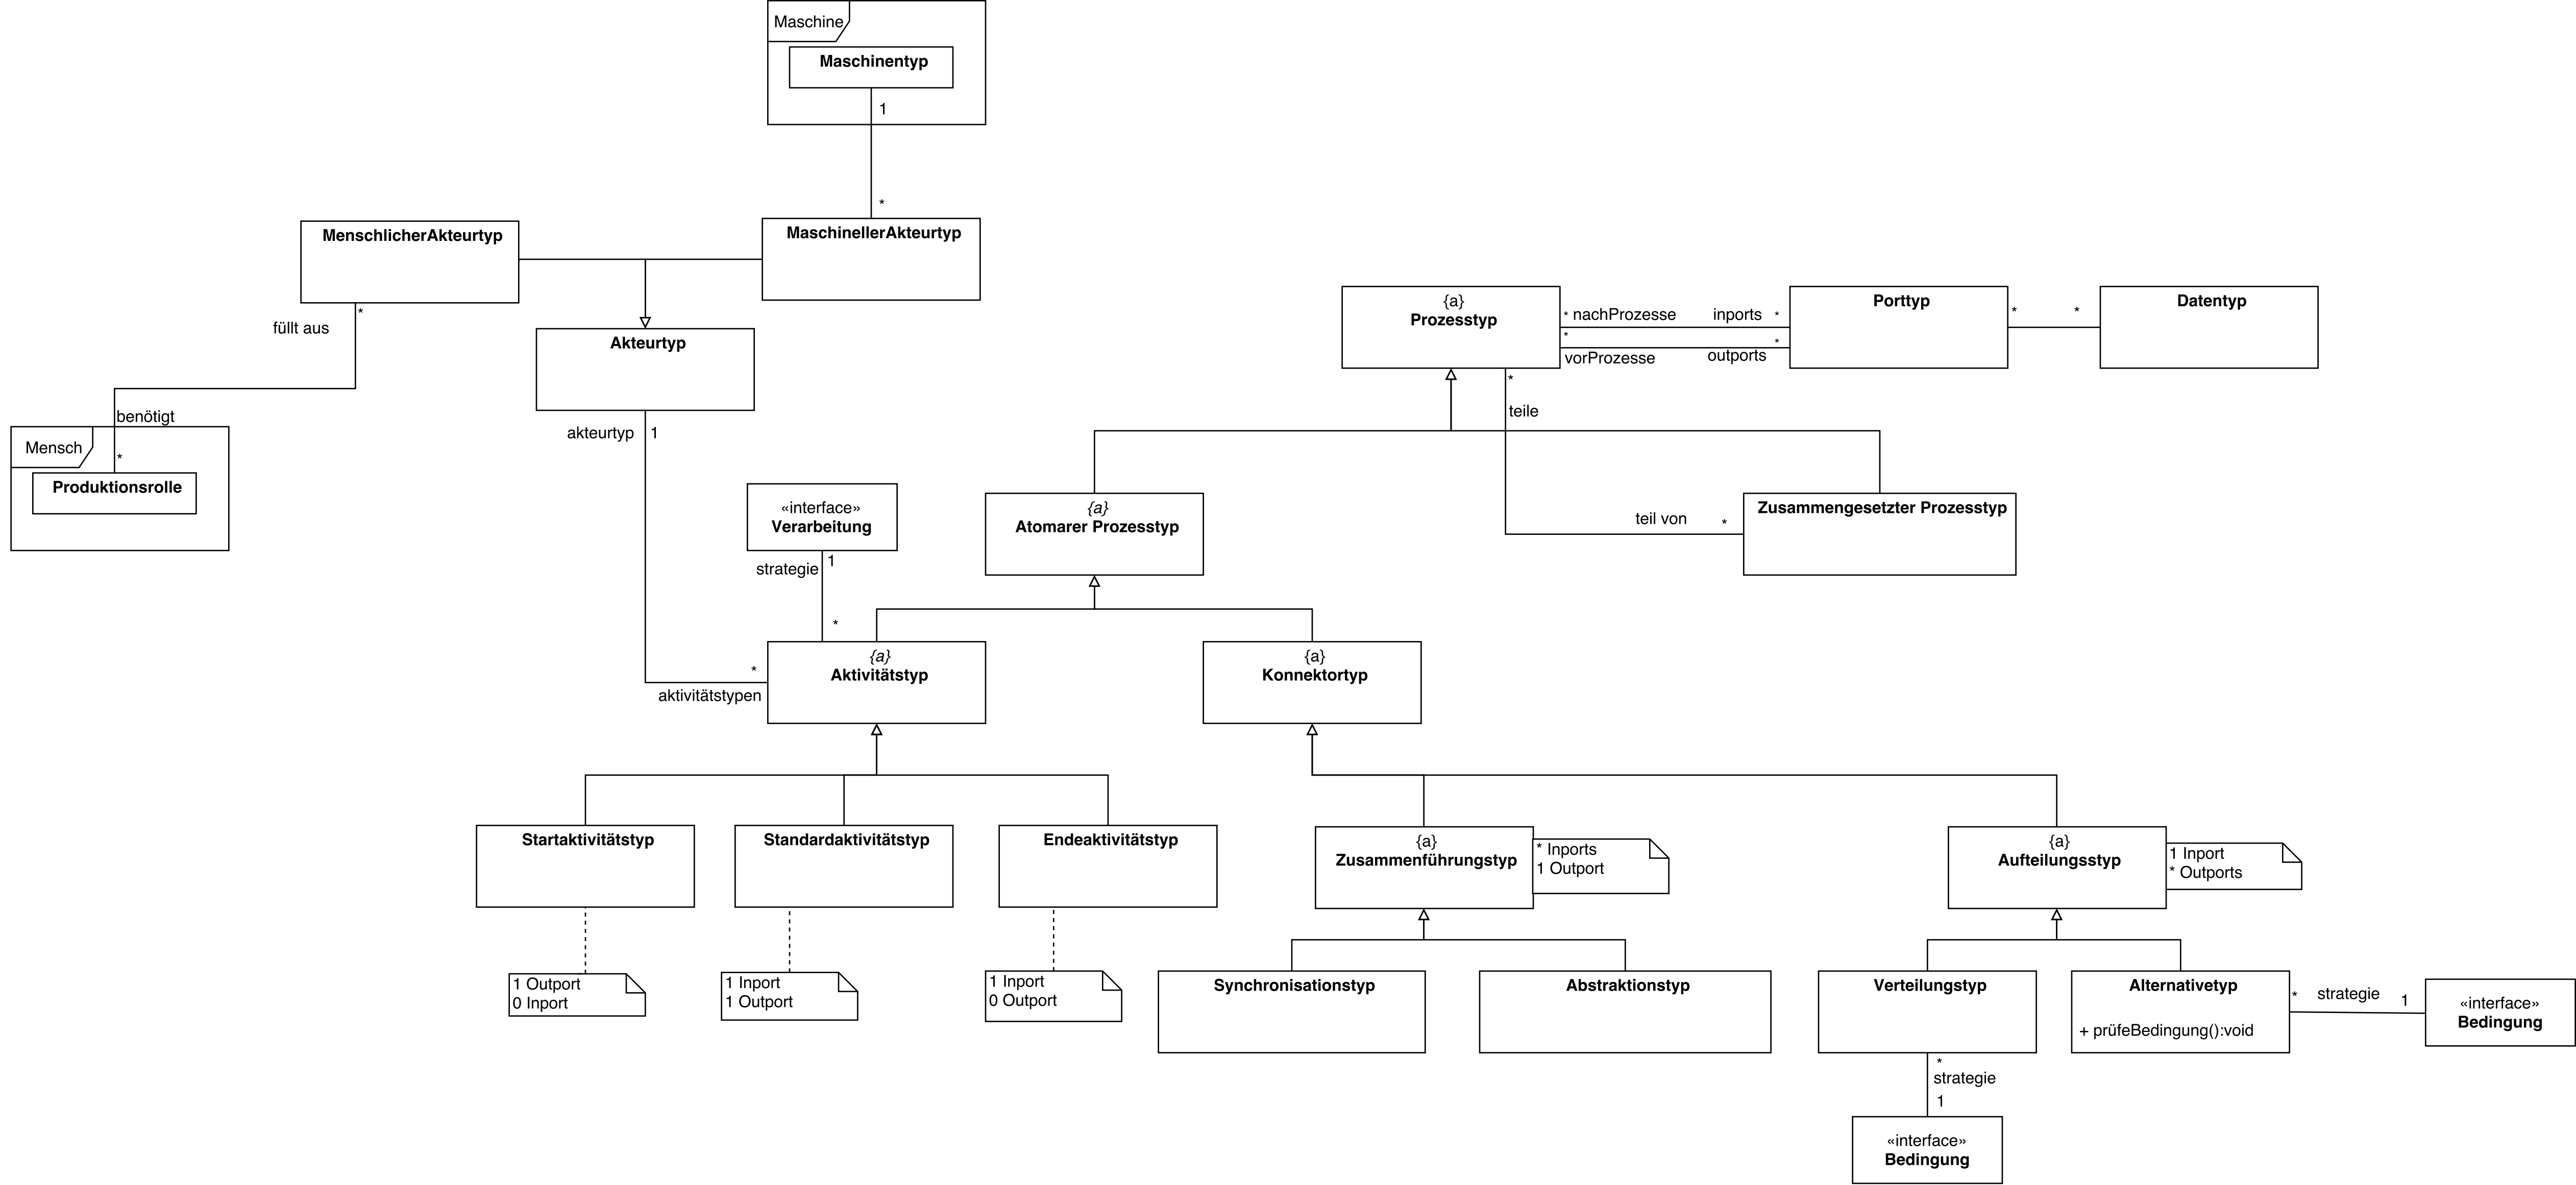 Maschine
Maschinentyp
1
*
MenschlicherAkteurtyp
MaschinellerAkteurtyp
*
füllt aus
Akteurtyp
benötigt
Mensch
*
Produktionsrolle
akteurtyp 1
{a}
Prozesstyp
* nachProzesse inports *
*
vorProzesse outports *
Porttyp
* *
Datentyp
*
teile
teil von *
«interface»
Verarbeitung
1
strategie
*
{a}
Atomarer Prozesstyp
Zusammengesetzter Prozesstyp
*
aktivitätstypen
{a}
Aktivitätstyp
{a}
Konnektortyp
Startaktivitätstyp
Standardaktivitätstyp
Endeaktivitätstyp
{a}
Zusammenführungstyp
* Inports
1 Outport
{a}
Aufteilungsstyp
1 Inport
* Outports
1 Outport
0 Inport
1 Inport
1 Outport
1 Inport
0 Outport
Synchronisationstyp
Abstraktionstyp
Verteilungstyp
Alternativetyp
+ prüfeBedingung():void
* strategie 1
«interface»
Bedingung
*
strategie
1
«interface»
Bedingung